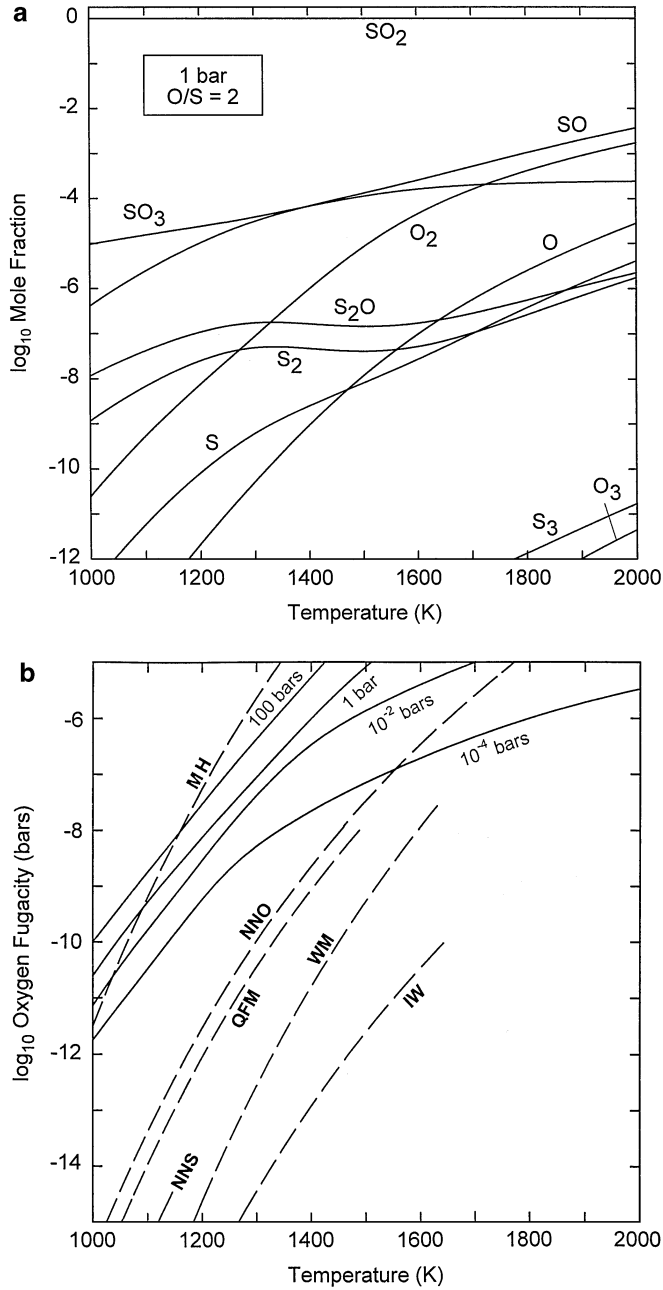 a
0
SO2
1 bar
O/S = 2
-2
SO
-4
SO3
O2
O
-6
S2O
S2
-8
S
-10
O3
S3
-12
log10 Mole Fraction
1000 1200 1400 1600 1800 2000
Temperature (K)
b
100 bars
1 bar
10-2 bars
10-4 bars
-6
MH
-8
NNO
-10
WM
IW
QFM
-12
NNS
-14
log10 Oxygen Fugacity (bars)
1000 1200 1400 1600 1800 2000
Temperature (K)